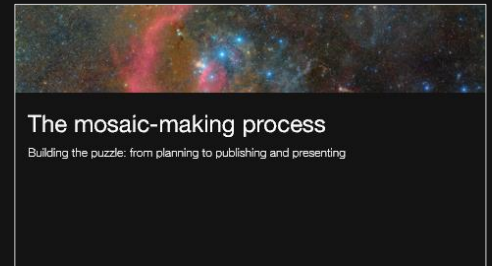 The mosaic-making process
Building the puzzle: from planning to publishing and presenting